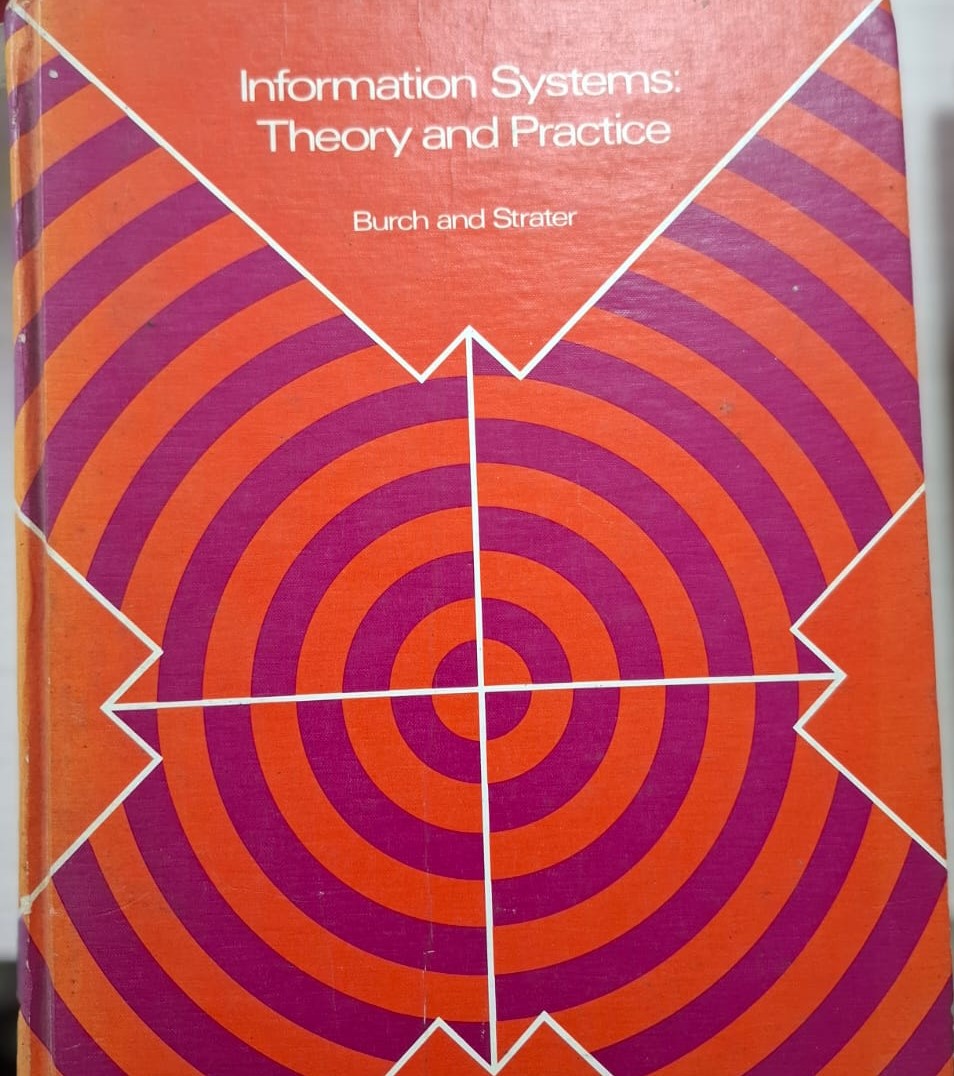 Information Systems:
Theory and Practice
Burch and Strater